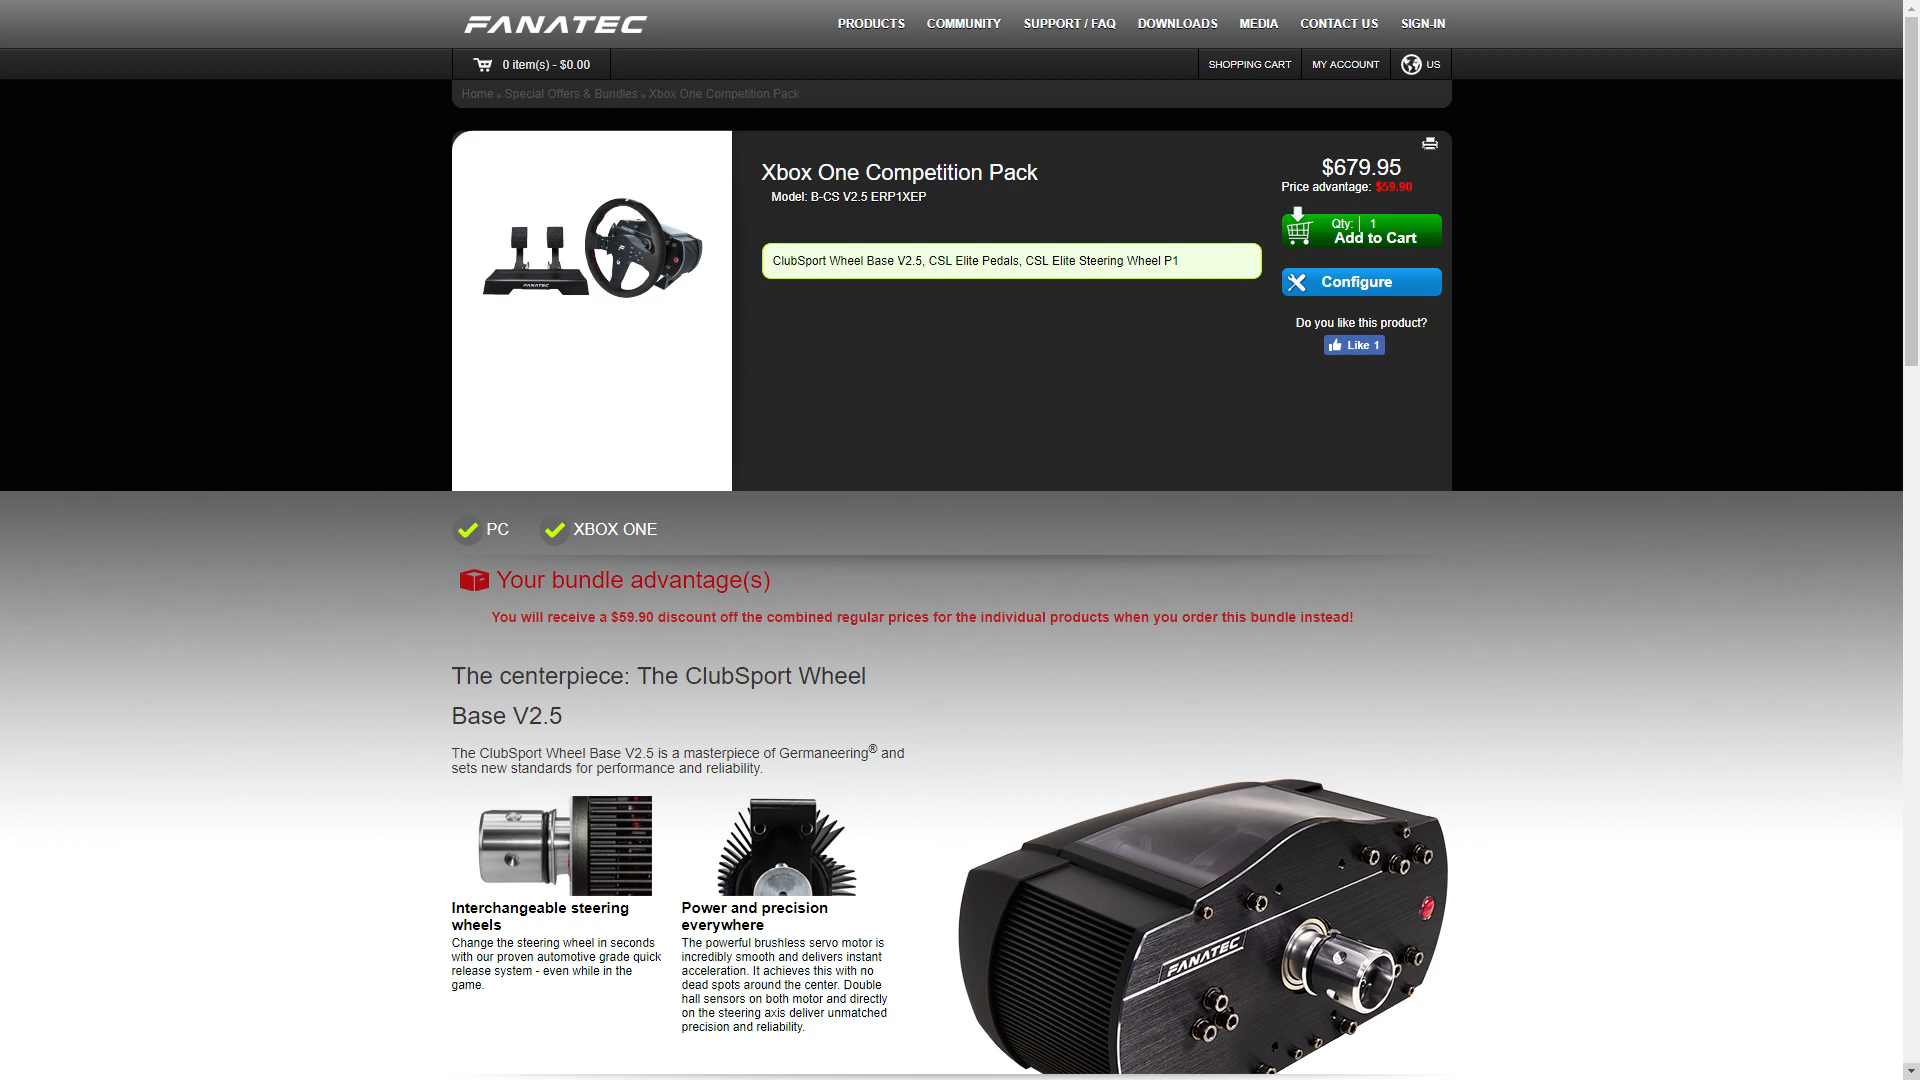 FANATEC
PRODUCTS COMMUNITY SUPPORT / FAQ DOWNLOADS MEDIA CONTACT US SIGN-IN
0 item(s) - $0.00
SHOPPING CART MY ACCOUNT US
Home » Special Offers & Bundles » Xbox One Competition Pack
Xbox One Competition Pack
Model: B-CS V2.5 ERP1XEP
ClubSport Wheel Base V2.5, CSL Elite Pedals, CSL Elite Steering Wheel P1
$679.95
Price advantage: $59.90
Qty: 1
Add to Cart
Configure
Do you like this product?
Like 1
FANATEC
PC XBOX ONE
Your bundle advantage(s)
You will receive a $59.90 discount off the combined regular prices for the individual products when you order this bundle instead!
The centerpiece: The ClubSport Wheel
Base V2.5
The ClubSport Wheel Base V2.5 is a masterpiece of Germaneering® and
sets new standards for performance and reliability.
Interchangeable steering
wheels
Change the steering wheel in seconds
with our proven automotive grade quick
release system - even while in the
game.
Power and precision
everywhere
The powerful brushless servo motor is
incredibly smooth and delivers instant
acceleration. It achieves this with no
dead spots around the center. Double
hall sensors on both motor and directly
on the steering axis deliver unmatched
precision and reliability.
FANATEC